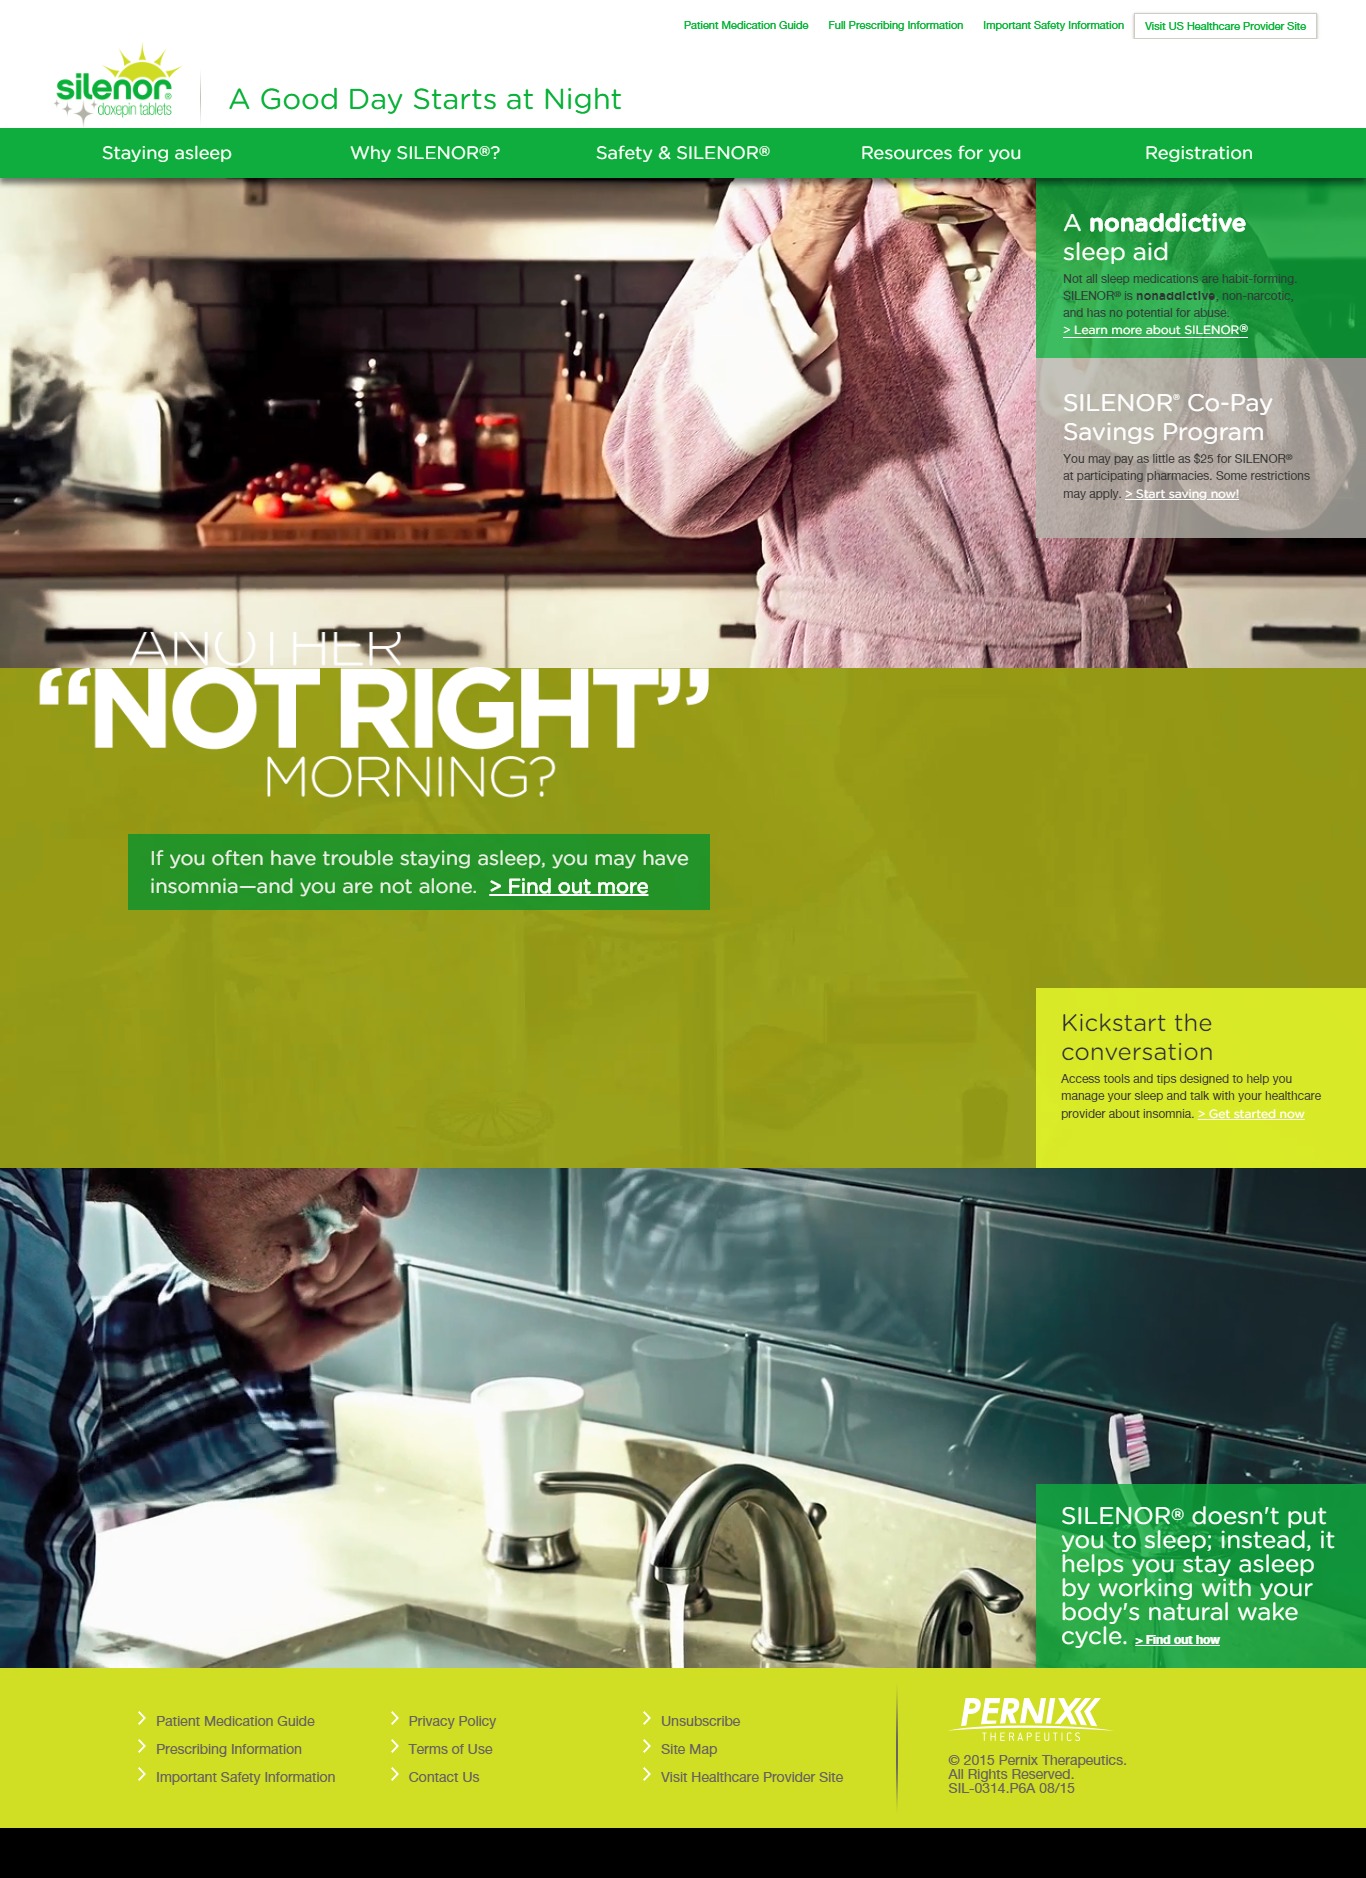 Patient Medication Guide Full Prescribing Information Important Safety Information Visit US Healthcare Provider Site
silenor®
doxepin tablets
A Good Day Starts at Night
Staying asleep Why SILENOR®? Safety & SILENOR® Resources for you Registration
A nonaddictive
sleep aid
Not all sleep medications are habit-forming.
SILENOR® is nonaddictive, non-narcotic,
and has no potential for abuse.
> Learn more about SILENOR®
SILENOR® Co-Pay
Savings Program
You may pay as little as $25 for SILENOR®
at participating pharmacies. Some restrictions
may apply. > Start saving now!
ANOTHER
“NOT RIGHT”
MORNING?
If you often have trouble staying asleep, you may have
insomnia—and you are not alone. > Find out more
Kickstart the
conversation
Access tools and tips designed to help you
manage your sleep and talk with your healthcare
provider about insomnia. > Get started now
SILENOR® doesn't put
you to sleep; instead, it
helps you stay asleep
by working with your
body's natural wake
cycle. > Find out how
Patient Medication Guide
Prescribing Information
Important Safety Information
Privacy Policy
Terms of Use
Contact Us
Unsubscribe
Site Map
Visit Healthcare Provider Site
PERNIX
THERAPEUTICS
© 2015 Pernix Therapeutics.
All Rights Reserved.
SIL-0314.P6A 08/15